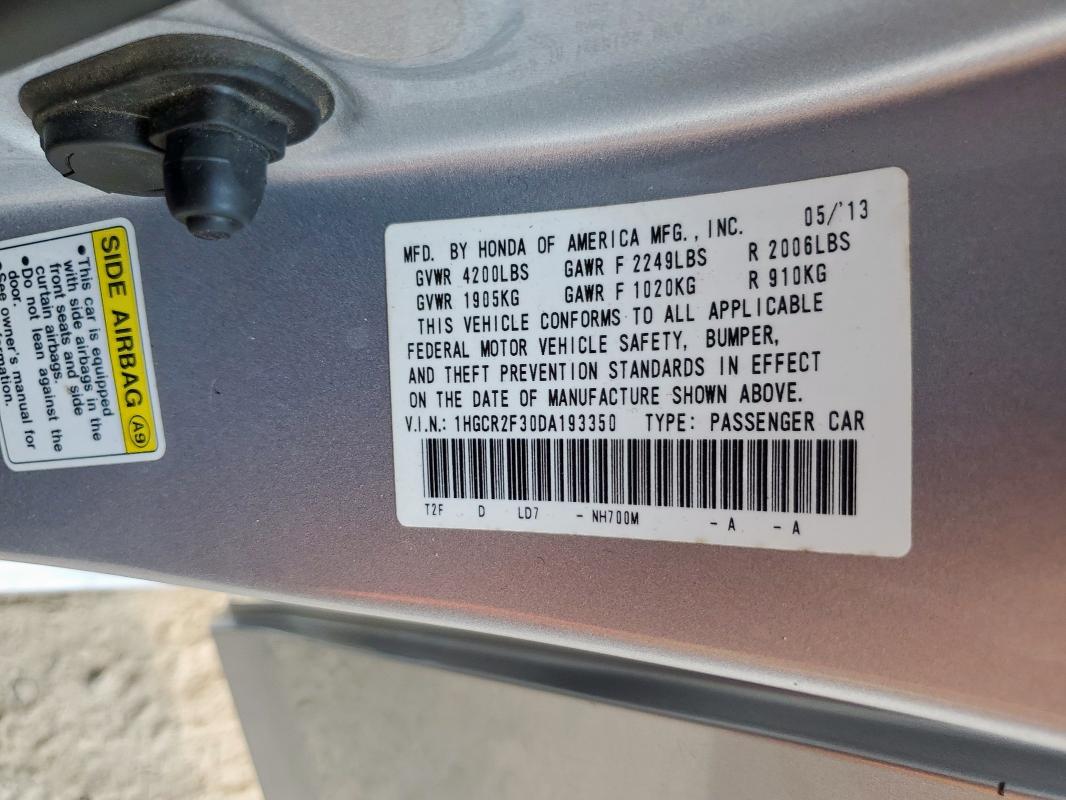 SIDE AIRBAG A9
•This car is equipped
with side airbags in the
front seats and side
curtain airbags.
•Do not lean against the
door.
•See owner's manual for
MFD. BY HONDA OF AMERICA MFG., INC. 05/'13
GVWR 4200LBS GAWR F 2249LBS R 2006LBS
GVWR 1905KG GAWR F 1020KG R 910KG
THIS VEHICLE CONFORMS TO ALL APPLICABLE
FEDERAL MOTOR VEHICLE SAFETY, BUMPER,
AND THEFT PREVENTION STANDARDS IN EFFECT
ON THE DATE OF MANUFACTURE SHOWN ABOVE.
V.I.N.: 1HGCR2F30DA193350 TYPE: PASSENGER CAR
T2F D LD7 - NH700M - A - A